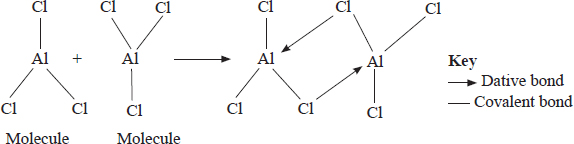 Cl Cl Cl Cl Cl Cl
Al + Al Al Al Key
Dative bond
Cl Cl Cl Cl Cl Cl Covalent bond
Molecule Molecule